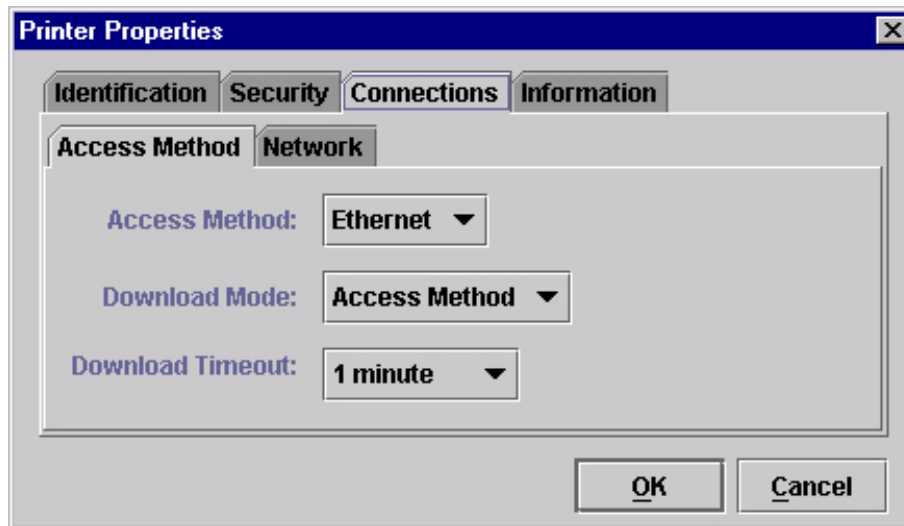 Printer Properties
Identification Security Connections Information
Access Method Network
Access Method: Ethernet
Download Mode: Access Method
Download Timeout: 1 minute
OK Cancel